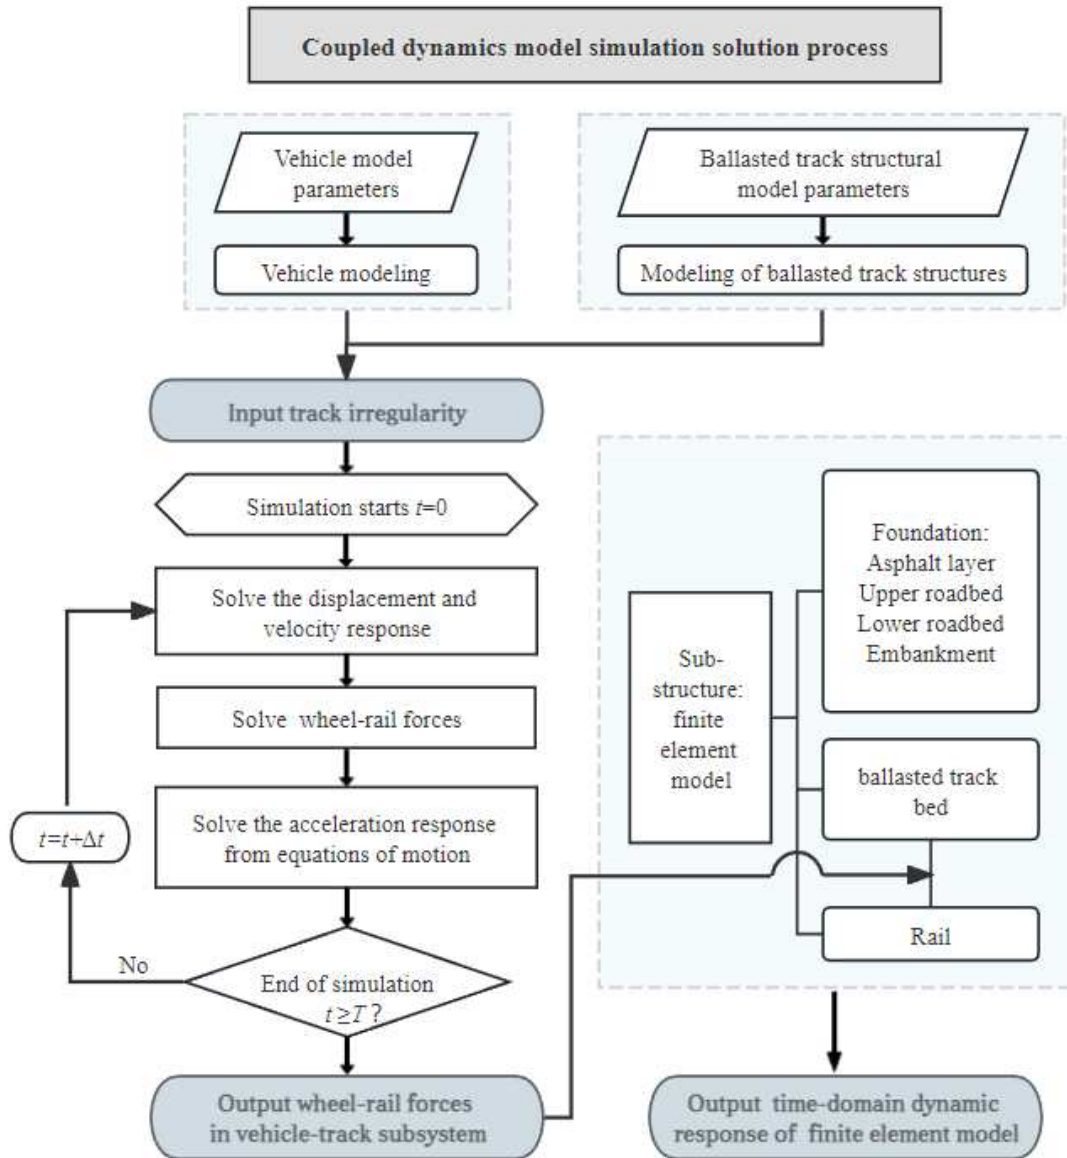 Coupled dynamics model simulation solution process
Vehicle model
parameters
Ballasted track structural
model parameters
Vehicle modeling
Modeling of ballasted track structures
Input track irregularity
Simulation starts t=0
Solve the displacement and
velocity response
Solve wheel-rail forces
Solve the acceleration response
from equations of motion
t=t+Δt
No
End of simulation
t≥T?
Output wheel-rail forces
in vehicle-track subsystem
Sub-
structure:
finite
element
model
Foundation:
Asphalt layer
Upper roadbed
Lower roadbed
Embankment
ballasted track
bed
Rail
Output time-domain dynamic
response of finite element model